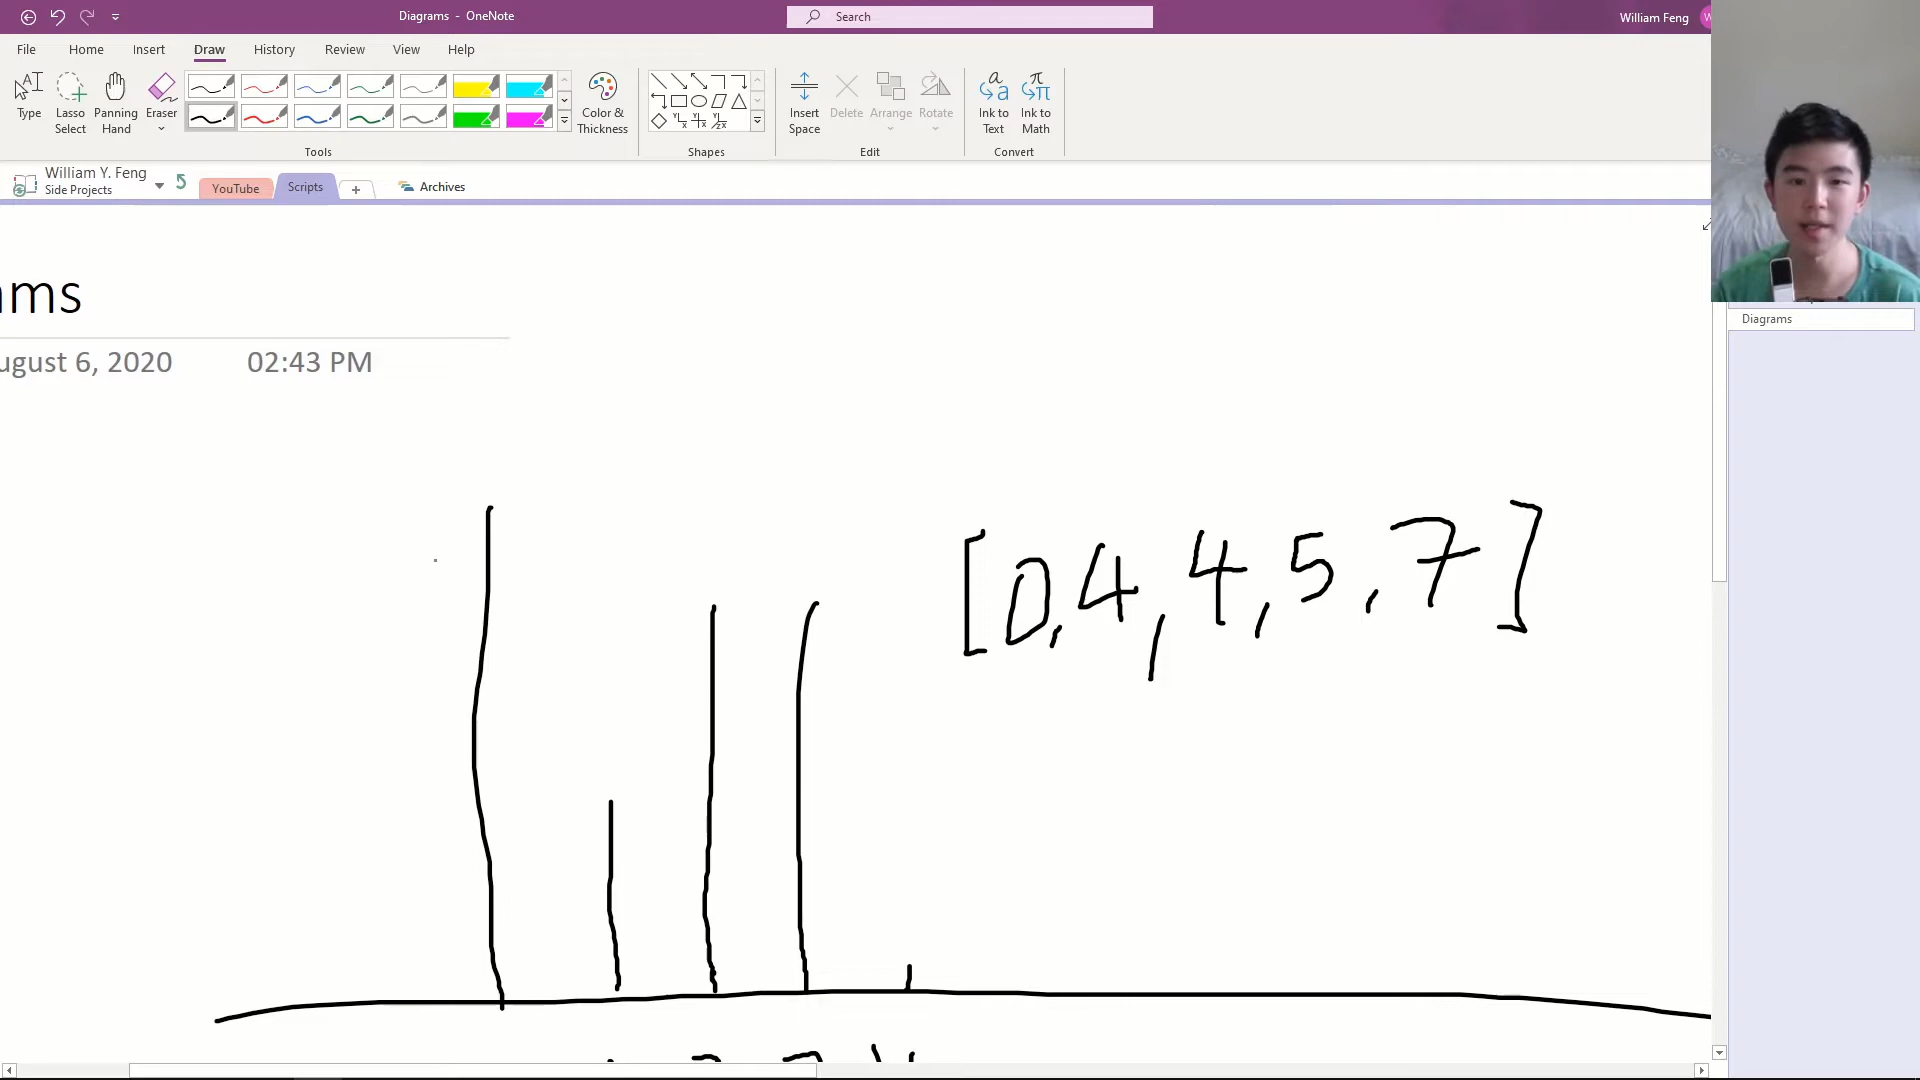 Diagrams - OneNote
Search
William Feng
File Home Insert Draw History Review View Help
Type
Lasso Select
Panning Hand
Eraser
Color & Thickness
Insert Space
Delete
Arrange
Rotate
Ink to Text
Ink to Math
Tools
Shapes
Edit
Convert
William Y. Feng
Side Projects
YouTube
Scripts
Archives
Diagrams
ams
ugust 6, 2020 02:43 PM
[0,4,4,5,7]